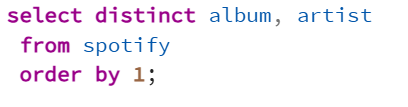 select distinct album, artist
from spotify
order by 1;